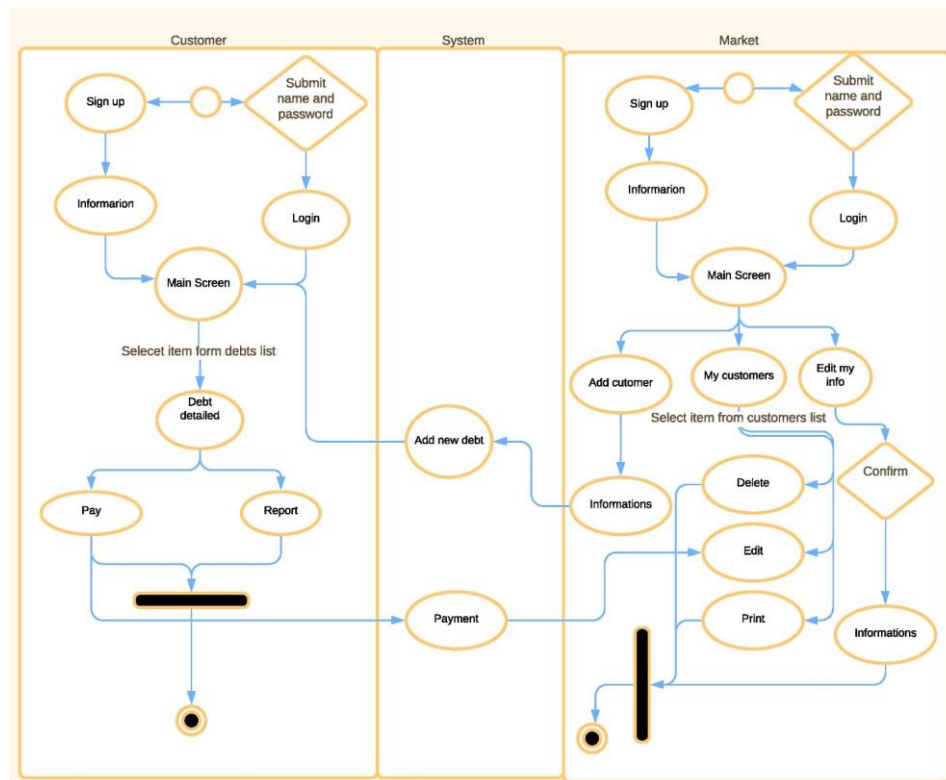 Customer
System
Market
Sign up
Submit
name and
password
Informarion
Login
Main Screen
Selecet item form debts list
Debt
detailed
Pay
Report
Add new debt
Payment
Sign up
Submit
name and
password
Informarion
Login
Main Screen
Add cutomer
My customers
Edit my
info
Select item from customers list
Confirm
Informations
Delete
Edit
Print
Informations